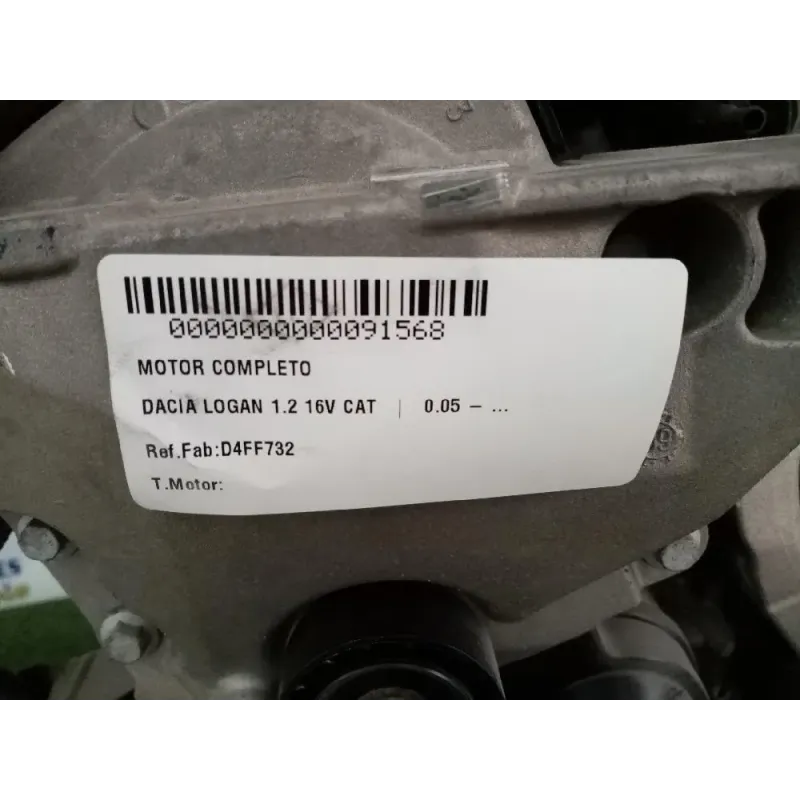 0000000000091568
MOTOR COMPLETO
DACIA LOGAN 1.2 16V CAT | 0.05 – ...
Ref.Fab:D4FF732
T.Motor: